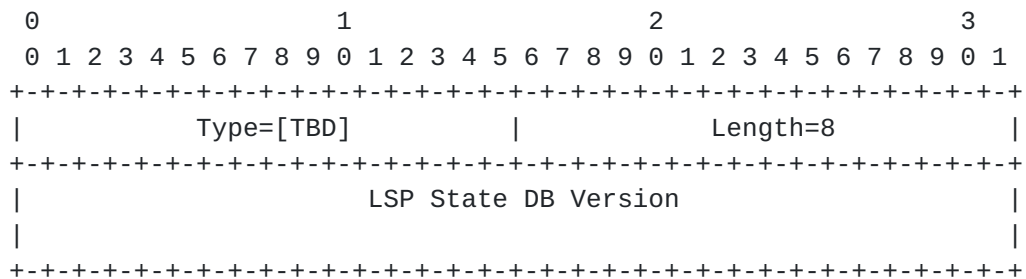 0                   1                   2                   3
 0 1 2 3 4 5 6 7 8 9 0 1 2 3 4 5 6 7 8 9 0 1 2 3 4 5 6 7 8 9 0 1
+-+-+-+-+-+-+-+-+-+-+-+-+-+-+-+-+-+-+-+-+-+-+-+-+-+-+-+-+-+-+-+-+
|           Type=[TBD]          |            Length=8           |
+-+-+-+-+-+-+-+-+-+-+-+-+-+-+-+-+-+-+-+-+-+-+-+-+-+-+-+-+-+-+-+-+
|                      LSP State DB Version                     |
|                                                               |
+-+-+-+-+-+-+-+-+-+-+-+-+-+-+-+-+-+-+-+-+-+-+-+-+-+-+-+-+-+-+-+-+